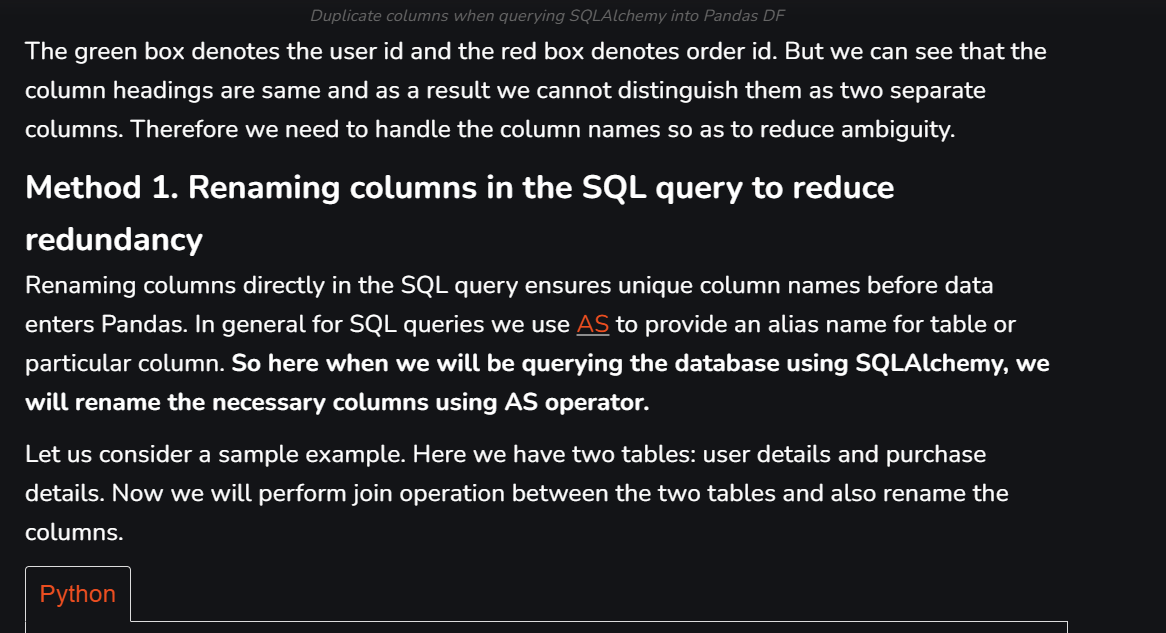 Duplicate columns when querying SQLAlchemy into Pandas DF
The green box denotes the user id and the red box denotes order id. But we can see that the
column headings are same and as a result we cannot distinguish them as two separate
columns. Therefore we need to handle the column names so as to reduce ambiguity.
Method 1. Renaming columns in the SQL query to reduce
redundancy
Renaming columns directly in the SQL query ensures unique column names before data
enters Pandas. In general for SQL queries we use AS to provide an alias name for table or
particular column. So here when we will be querying the database using SQLAlchemy, we
will rename the necessary columns using AS operator.
Let us consider a sample example. Here we have two tables: user details and purchase
details. Now we will perform join operation between the two tables and also rename the
columns.
Python